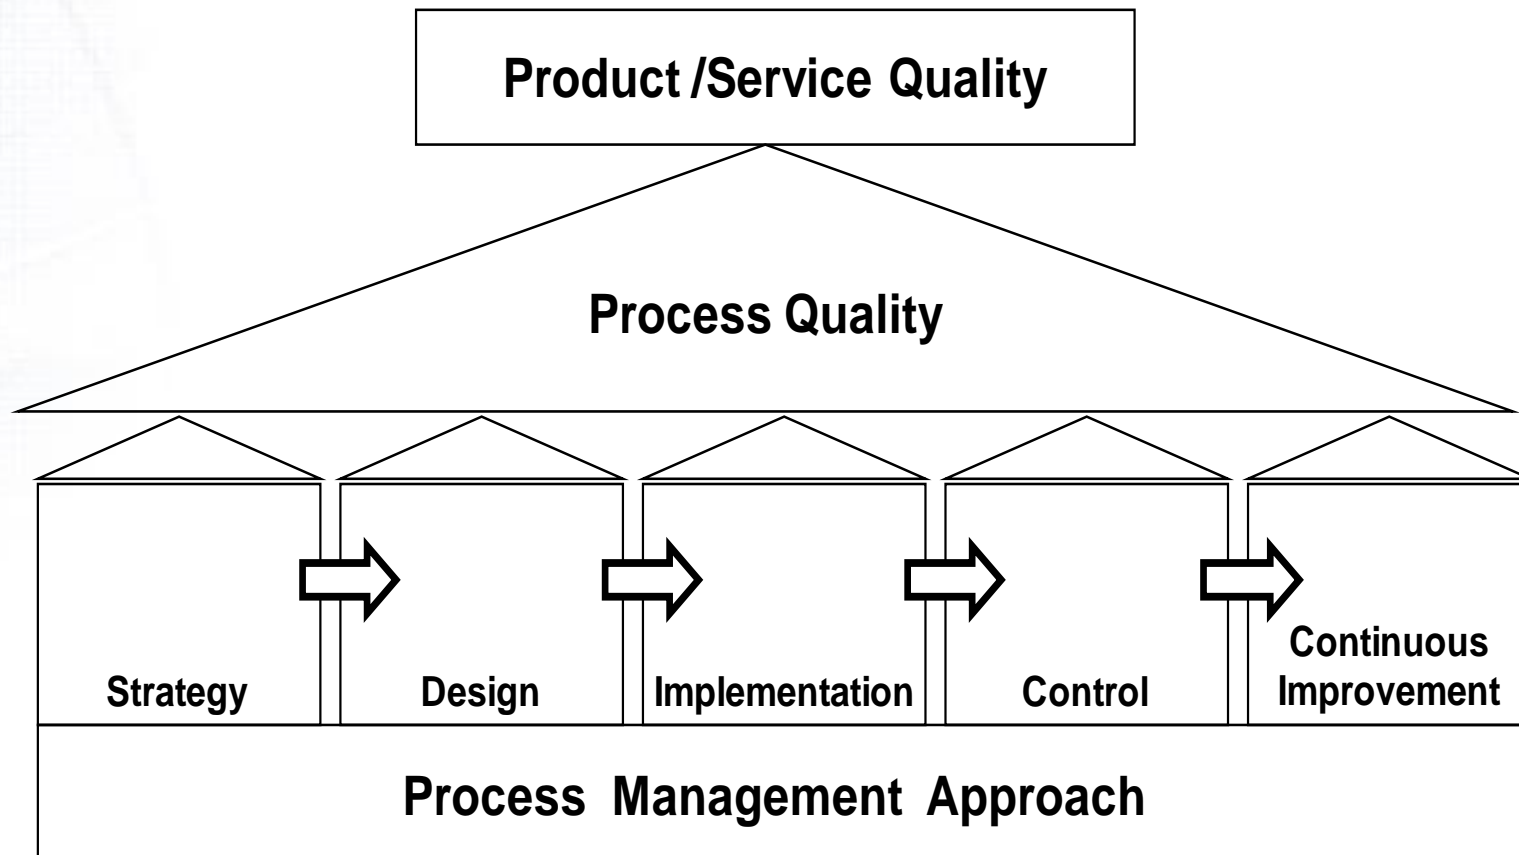 Product /Service Quality
Process Quality
Strategy
Design
Implementation
Control
Continuous
Improvement
Process Management Approach